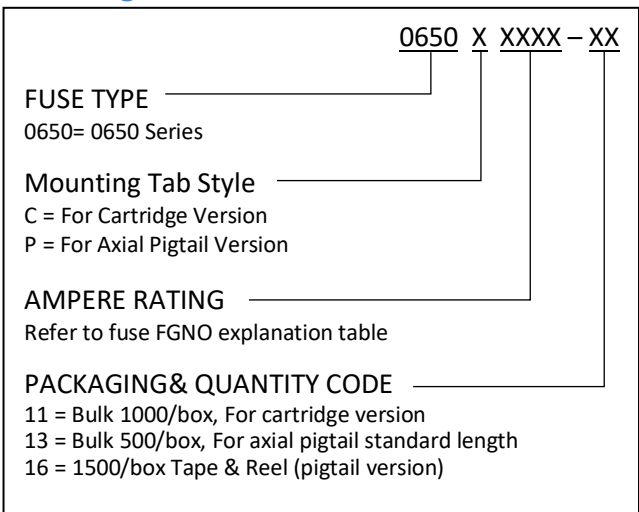 0650 X XXXX – XX
FUSE TYPE
0650= 0650 Series
Mounting Tab Style
C = For Cartridge Version
P = For Axial Pigtail Version
AMPERE RATING
Refer to fuse FGNO explanation table
PACKAGING& QUANTITY CODE
11 = Bulk 1000/box, For cartridge version
13 = Bulk 500/box, For axial pigtail standard length
16 = 1500/box Tape & Reel (pigtail version)